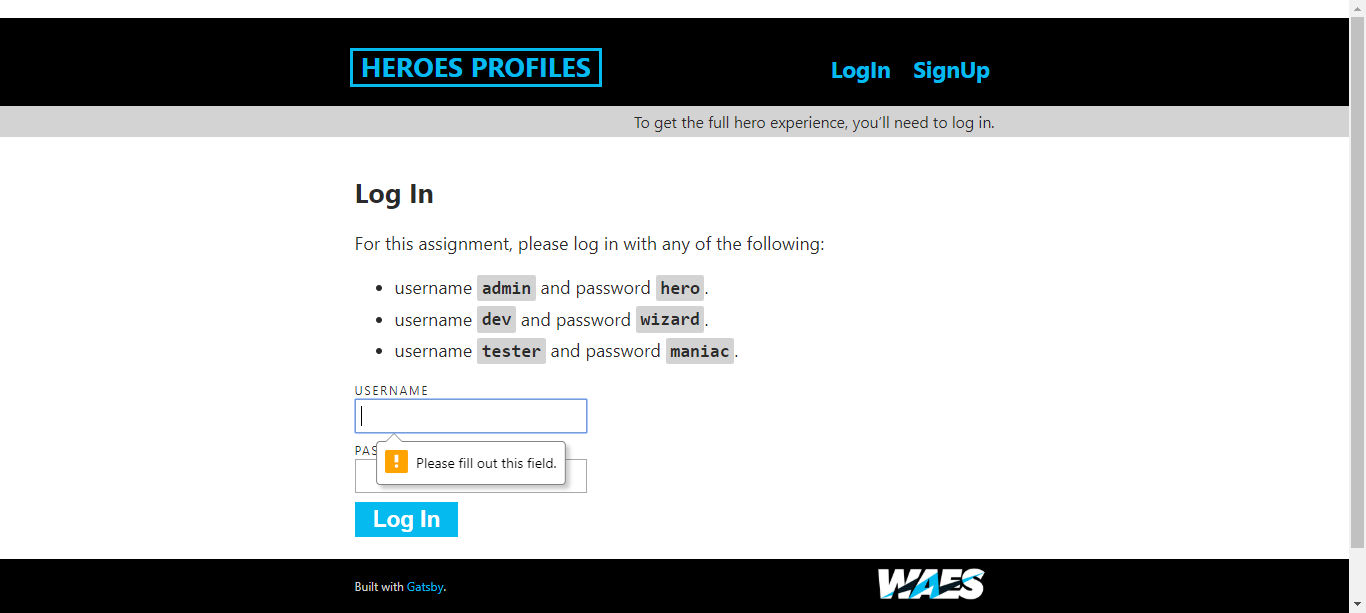 HEROES PROFILES
LogIn SignUp
To get the full hero experience, you’ll need to log in.
Log In
For this assignment, please log in with any of the following:
• username admin and password hero.
• username dev and password wizard.
• username tester and password maniac.
USERNAME
PAS
! Please fill out this field.
Log In
Built with Gatsby.
WAES